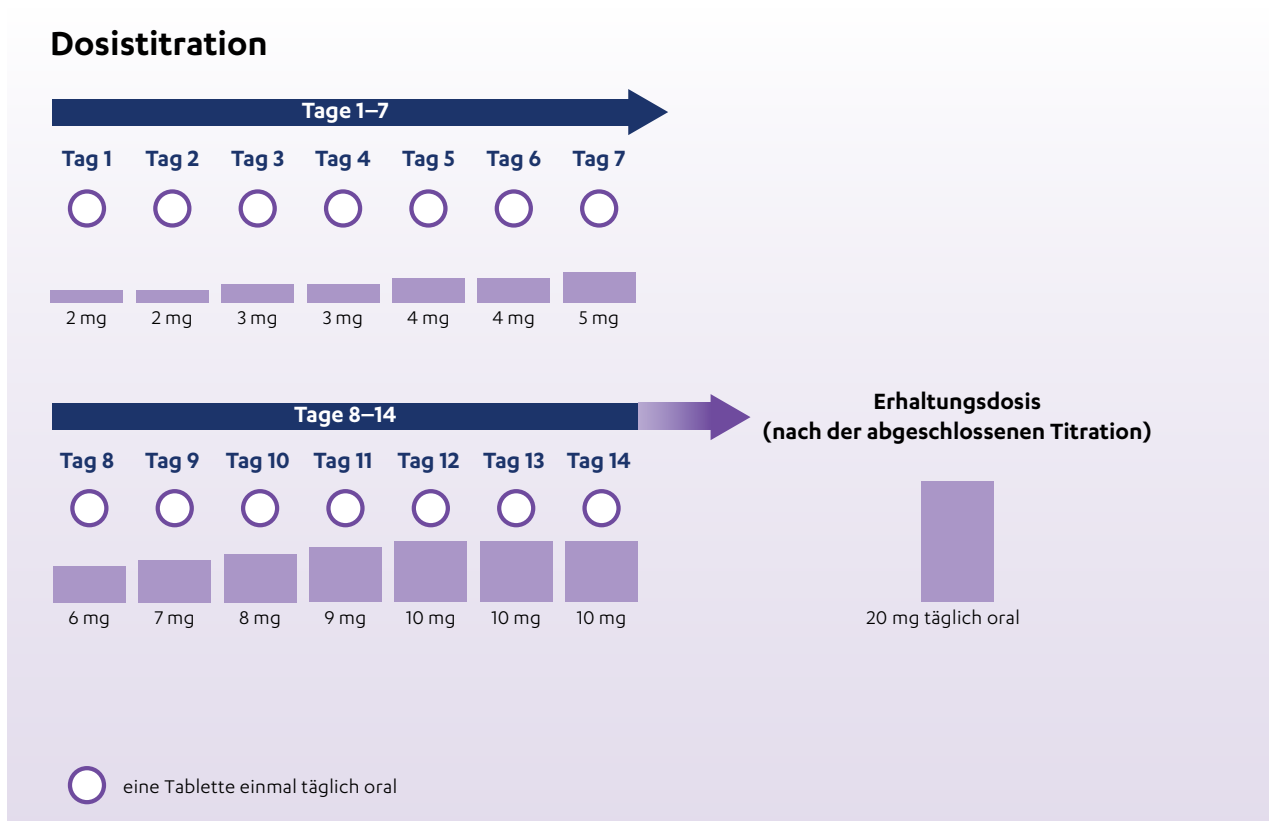 Dosistitration
Tage 1–7
Tag 1 Tag 2 Tag 3 Tag 4 Tag 5 Tag 6 Tag 7
2 mg 2 mg 3 mg 3 mg 4 mg 4 mg 5 mg
Tage 8–14
Erhaltungsdosis
(nach der abgeschlossenen Titration)
Tag 8 Tag 9 Tag 10 Tag 11 Tag 12 Tag 13 Tag 14
6 mg 7 mg 8 mg 9 mg 10 mg 10 mg 10 mg
20 mg täglich oral
eine Tablette einmal täglich oral